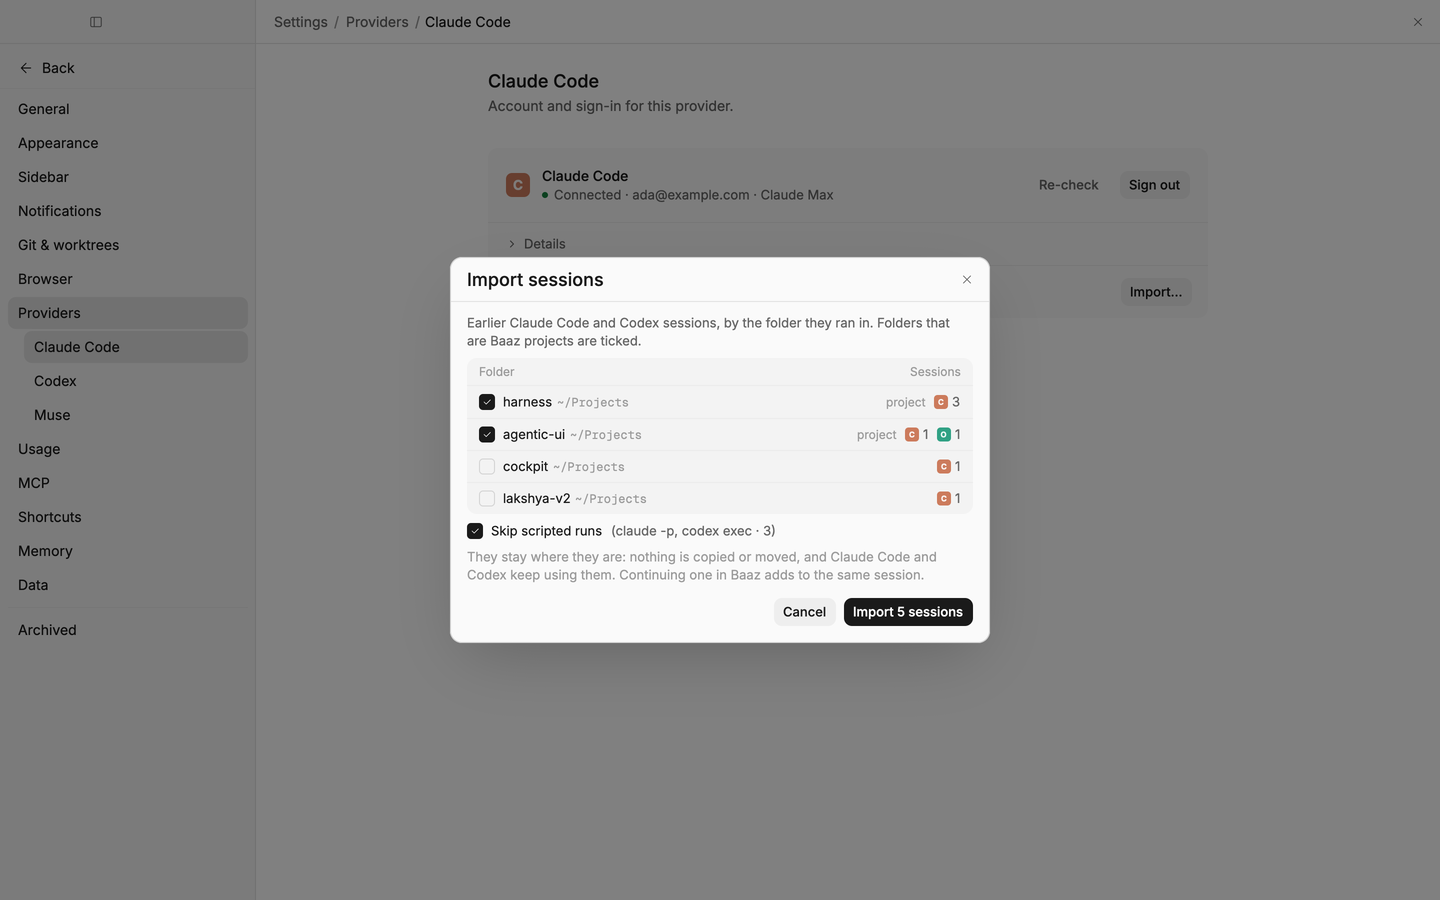 Settings / Providers / Claude Code
Back
General
Appearance
Sidebar
Notifications
Git & worktrees
Browser
Providers
Claude Code
Codex
Muse
Usage
MCP
Shortcuts
Memory
Data
Archived
Claude Code
Account and sign-in for this provider.
C
Claude Code
Connected · ada@example.com · Claude Max
Re-check
Sign out
Details
Import...
Import sessions
Earlier Claude Code and Codex sessions, by the folder they ran in. Folders that
are Baaz projects are ticked.
Folder Sessions
harness ~/Projects project C 3
agentic-ui ~/Projects project C 1 O 1
cockpit ~/Projects C 1
lakshya-v2 ~/Projects C 1
Skip scripted runs (claude -p, codex exec · 3)
They stay where they are: nothing is copied or moved, and Claude Code and
Codex keep using them. Continuing one in Baaz adds to the same session.
Cancel
Import 5 sessions